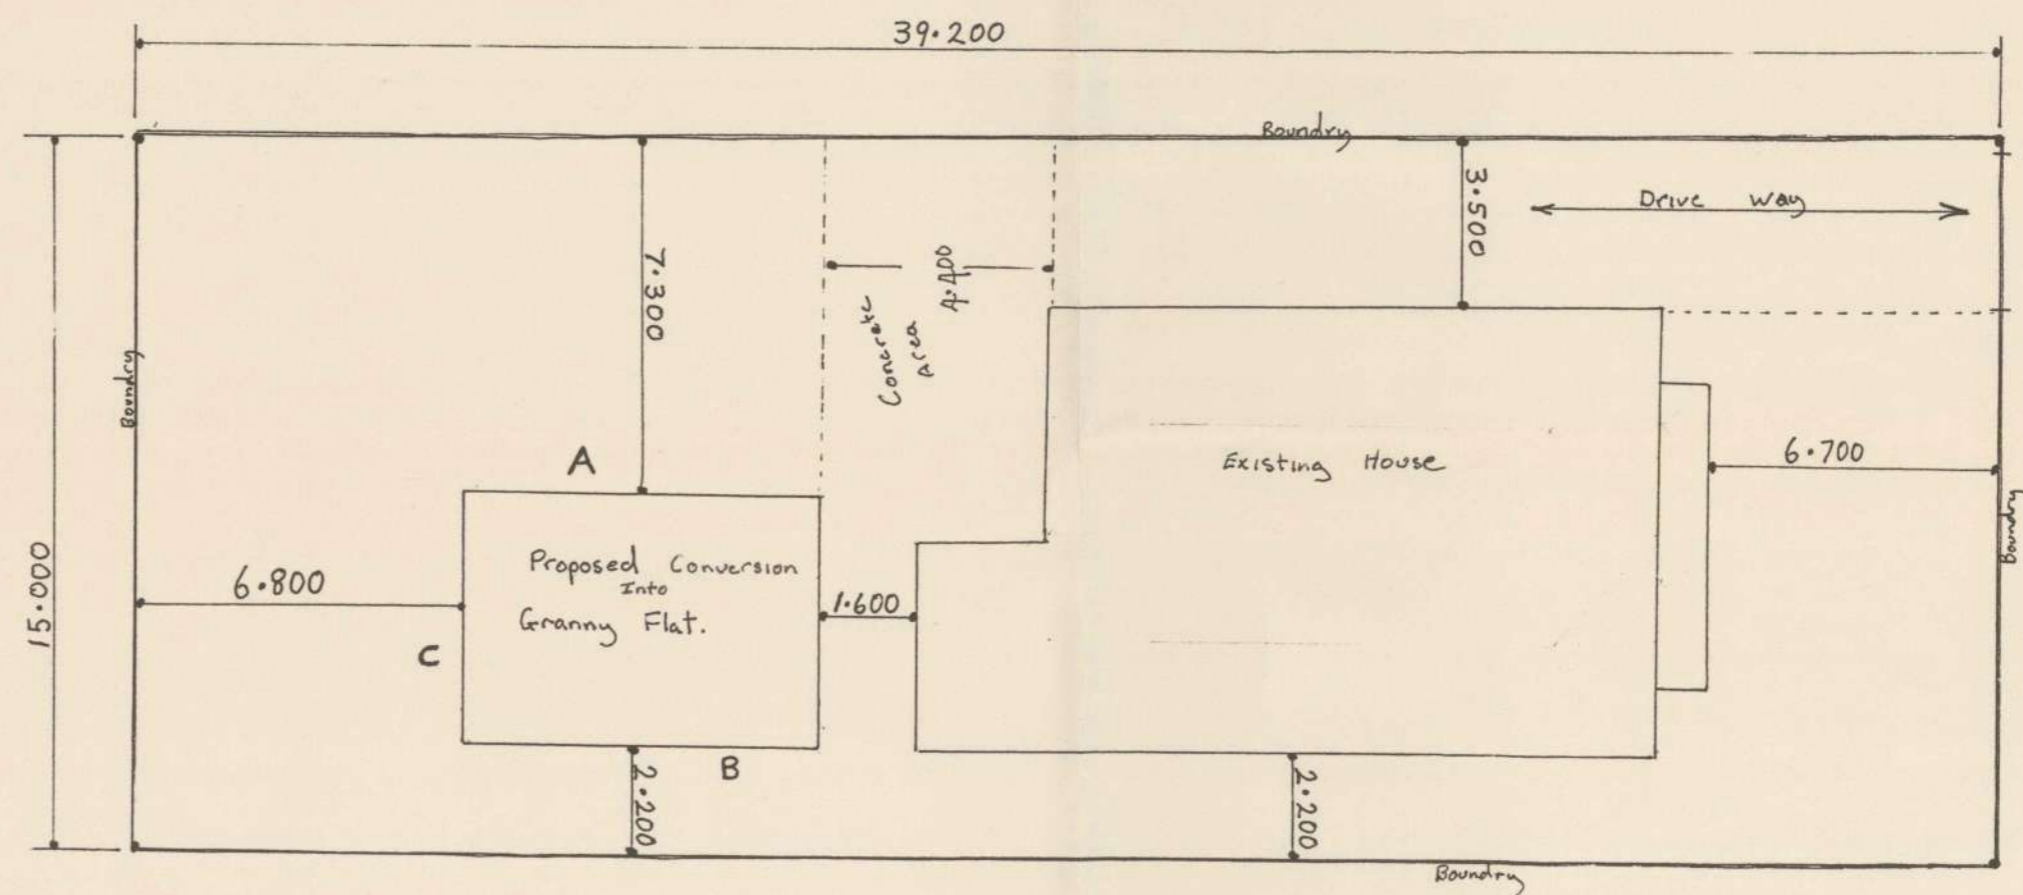 39.200
Boundry
Drive Way
3.500
7.300
4.400
Concrete
Area
Boundry
A
Existing House
6.700
Boundry
Proposed Conversion
Into
Granny Flat.
6.800
1.600
15.000
C
B
2.200
2.200
Boundry